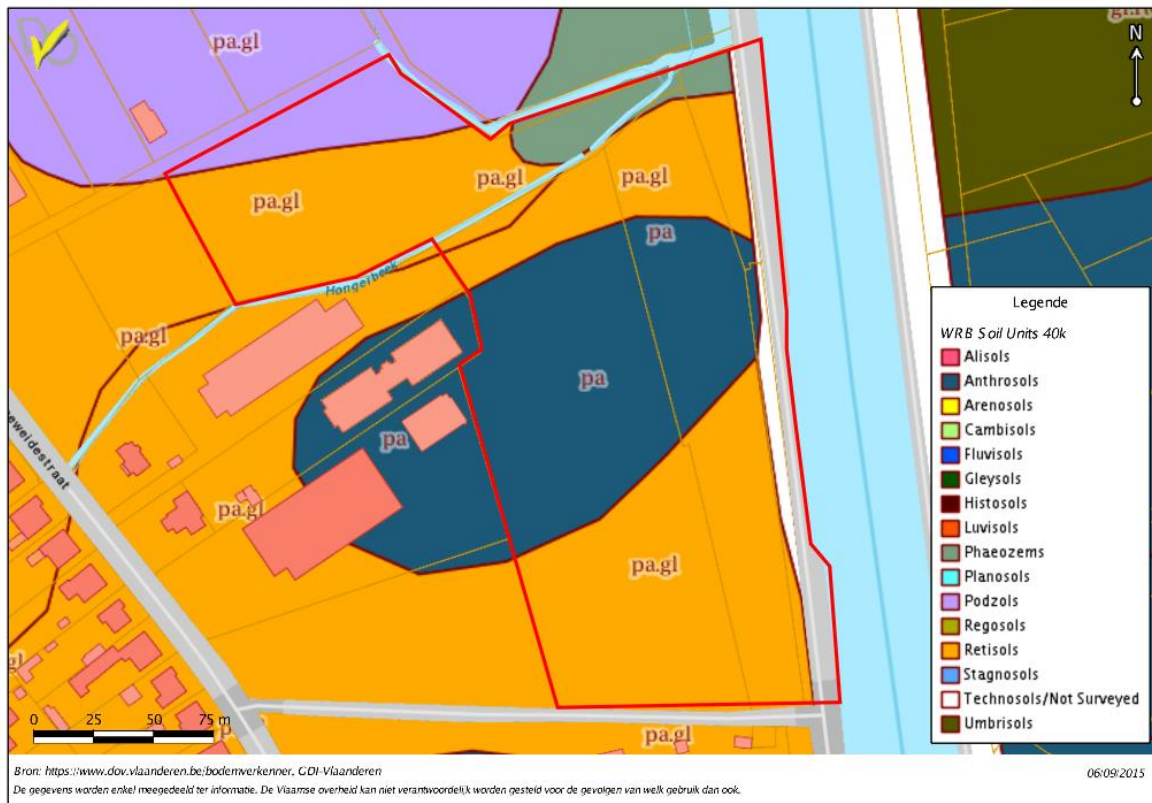 pa.gl
N
pa.gl
pa.gl
pa.gl
pa
Hongerbeek
pa.gl
pa
pa
pa.gl
pa.gl
pa.gl
Legende
WRB Soil Units 40k
Alisols
Anthrosols
Arenosols
Cambisols
Fluvisols
Gleysols
Histosols
Luvisols
Phaeozems
Planosols
Podzols
Regosols
Retisols
Stagnosols
Technosols/Not Surveyed
Umbrisols
0 25 50 75 m
Bron: https://www.dov.vlaanderen.be/bodemverkenner, GDI-Vlaanderen
06/09/2015
De gegevens worden enkel meegedeeld ter informatie. De Vlaamse overheid kan niet verantwoordelijk worden gesteld voor de gevolgen van welk gebruik dan ook.